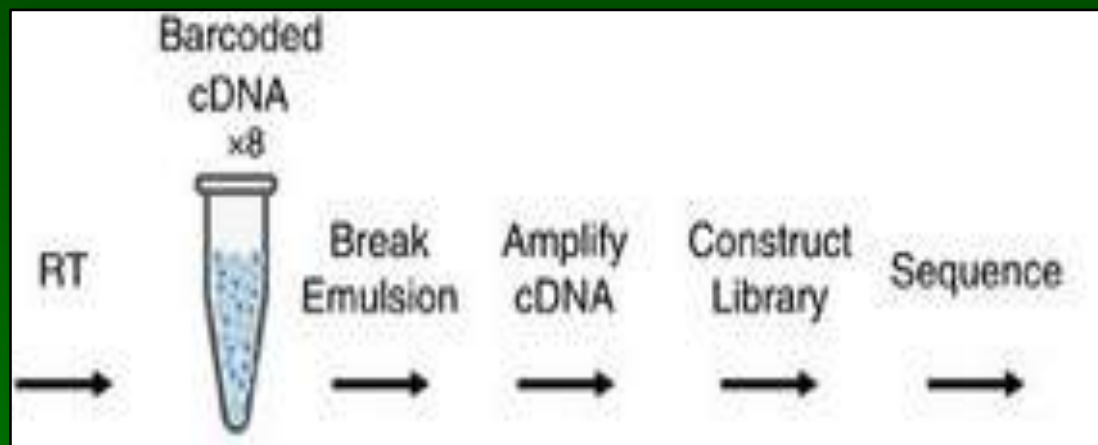 RT
Barcoded
cDNA
×8
Break
Emulsion
Amplify
cDNA
Construct
Library
Sequence